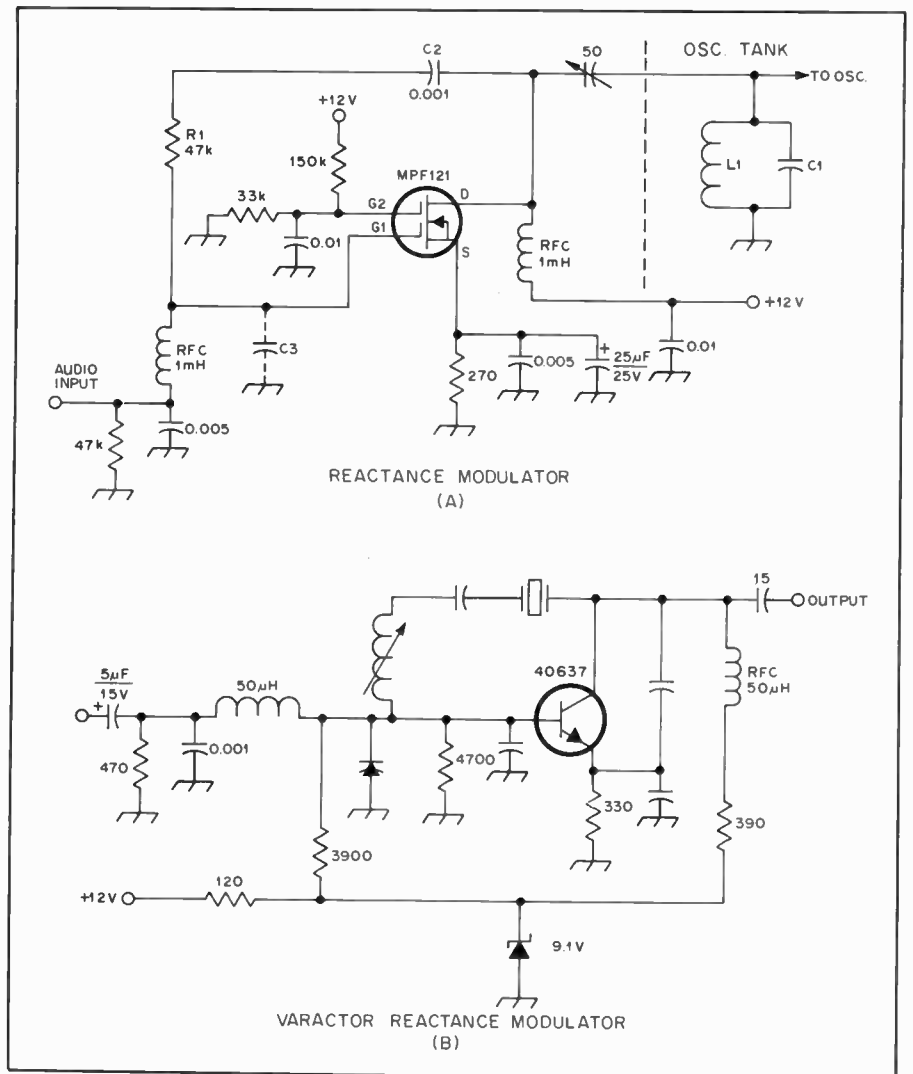 C2
0.001
50
OSC. TANK
TO OSC.
+12V
R1
47k
150k
MPF121
L1
C1
33k
G2
D
0.01
G1
S
RFC
1mH
+12V
C3
RFC
1mH
AUDIO
INPUT
270
0.005
+
25µF
25V
0.01
47k
0.005
REACTANCE MODULATOR
(A)
15
OUTPUT
40637
RFC
50µH
5µF
15V
+
50µH
470
0.001
4700
330
390
3900
+12V
120
9.1V
VARACTOR REACTANCE MODULATOR
(B)